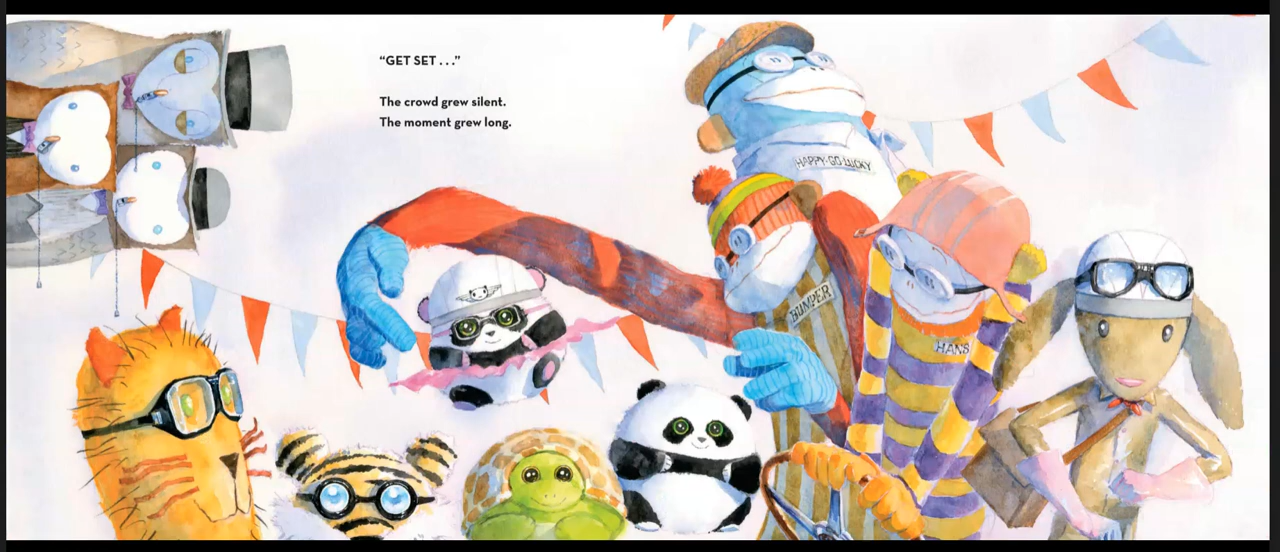 “GET SET . . .”
The crowd grew silent.
The moment grew long.
HAPPY-GO-LUCKY
BUMPER
HANS